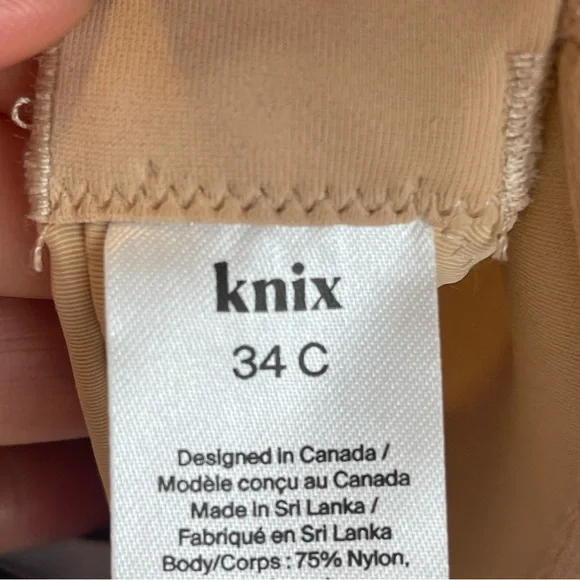 knix
34 C
Designed in Canada /
Modèle conçu au Canada
Made in Sri Lanka /
Fabriqué en Sri Lanka
Body/Corps : 75% Nylon,